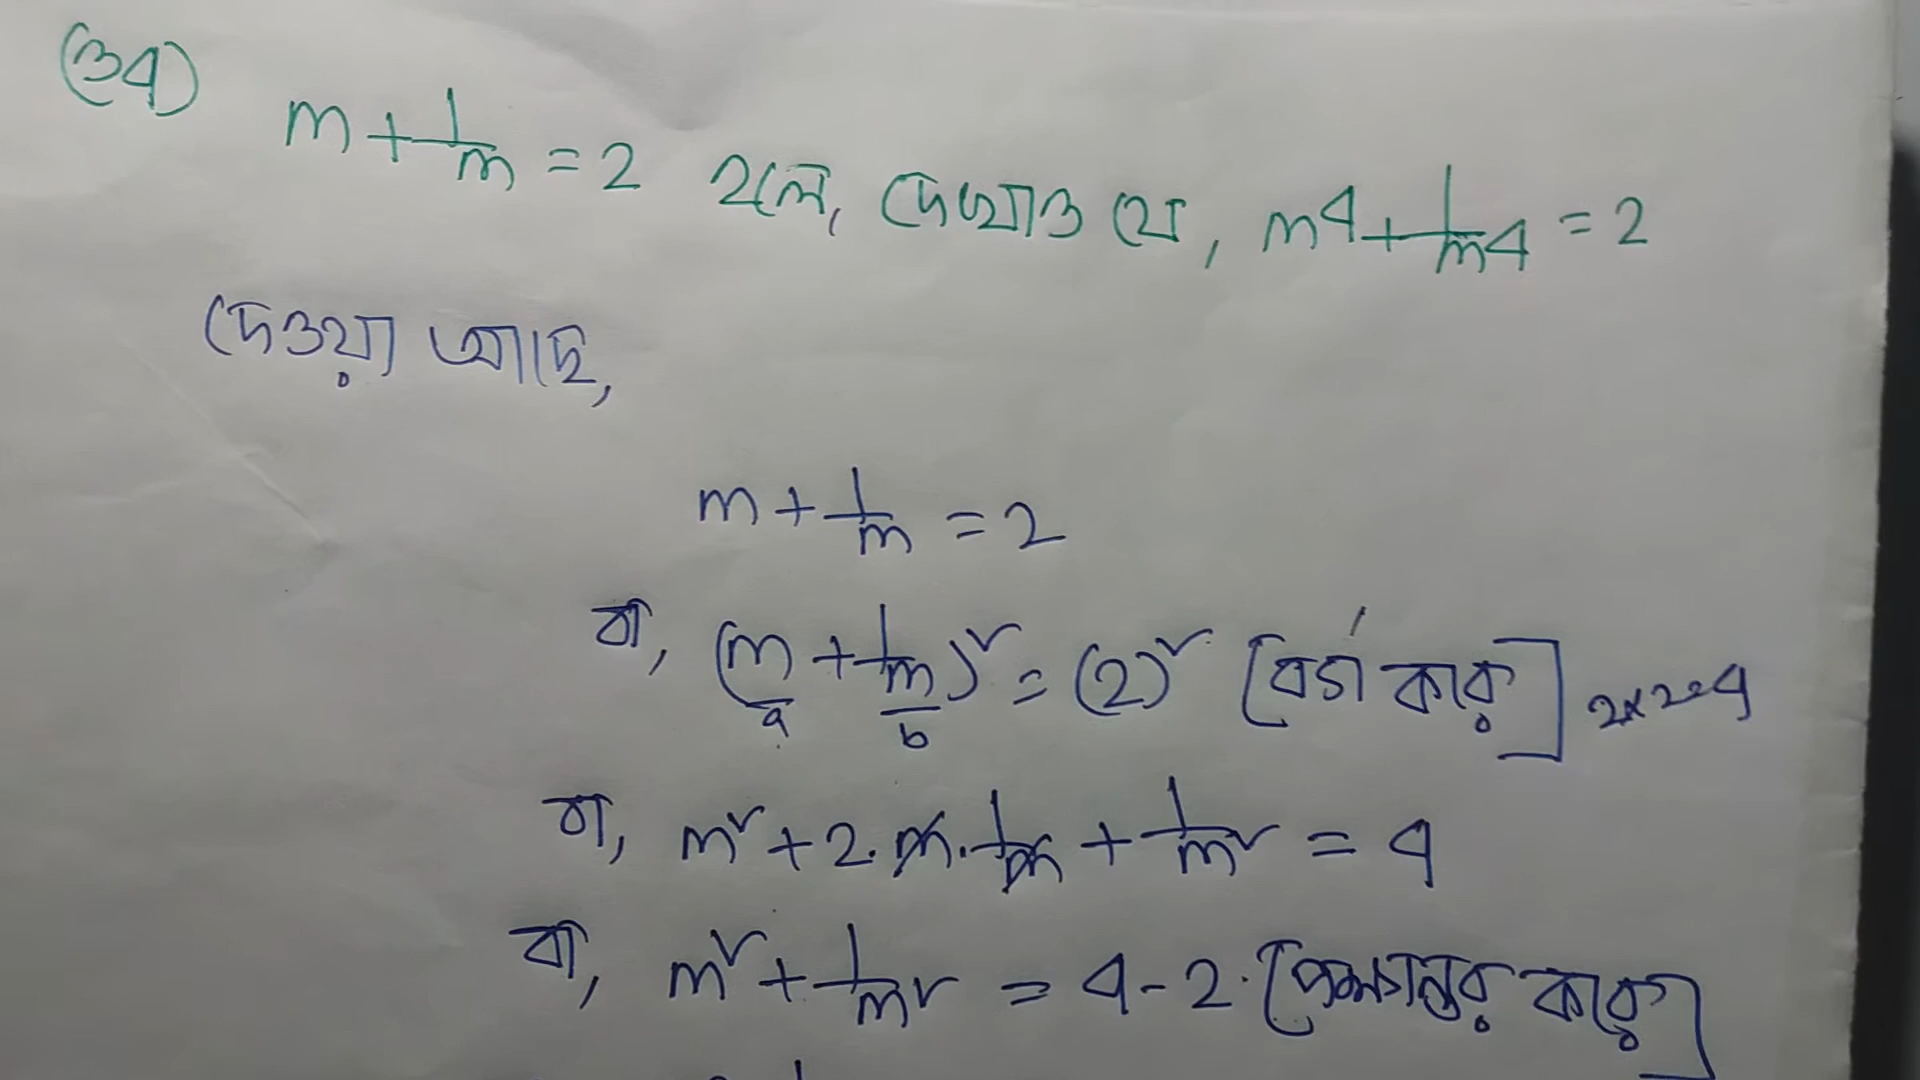 (৩৭)
m + 1/m = 2 হলে, দেখাও যে, m⁴ + 1/m⁴ = 2
দেওয়া আছে,
m + 1/m = 2
বা, (m + 1/m)² = (2)² [বর্গ করে] 2×2=4
a b
বা, m² + 2.m.1/m + 1/m² = 4
বা, m² + 1/m² = 4 - 2 [পক্ষান্তর করে]